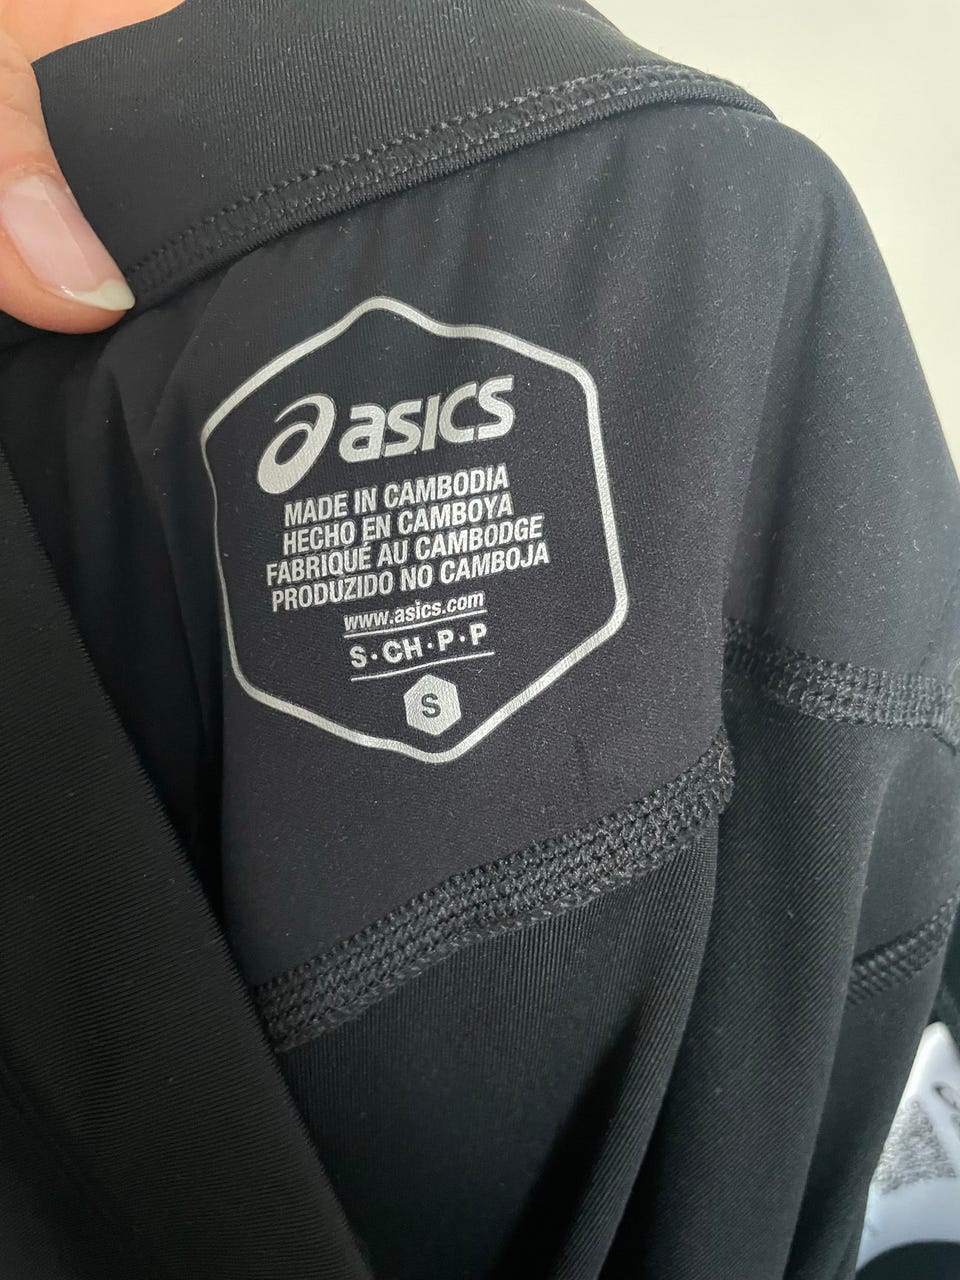 asics
MADE IN CAMBODIA
HECHO EN CAMBOYA
FABRIQUÉ AU CAMBODGE
PRODUZIDO NO CAMBOJA
www.asics.com
S·CH·P·P
S